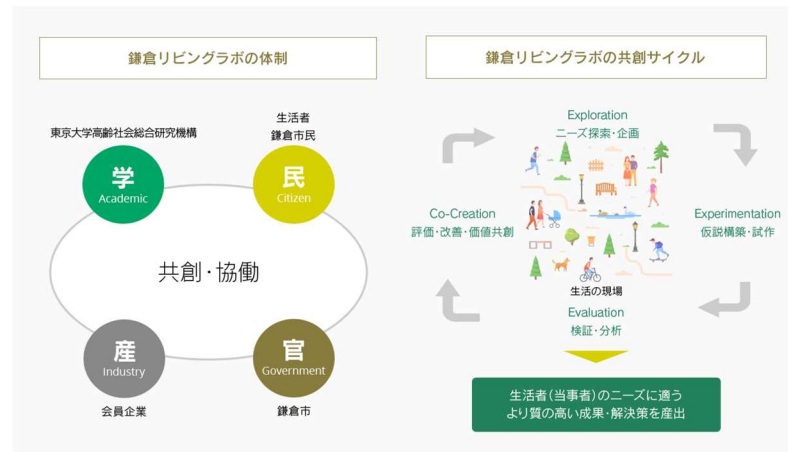 鎌倉リビングラボの体制
東京大学高齢社会総合研究機構
生活者
鎌倉市民
学
Academic
民
Citizen
共創・協働
産
Industry
官
Government
会員企業
鎌倉市
鎌倉リビングラボの共創サイクル
Exploration
ニーズ探索・企画
Co-Creation
評価・改善・価値共創
Experimentation
仮説構築・試作
生活の現場
Evaluation
検証・分析
生活者(当事者)のニーズに適う
より質の高い成果・解決策を産出